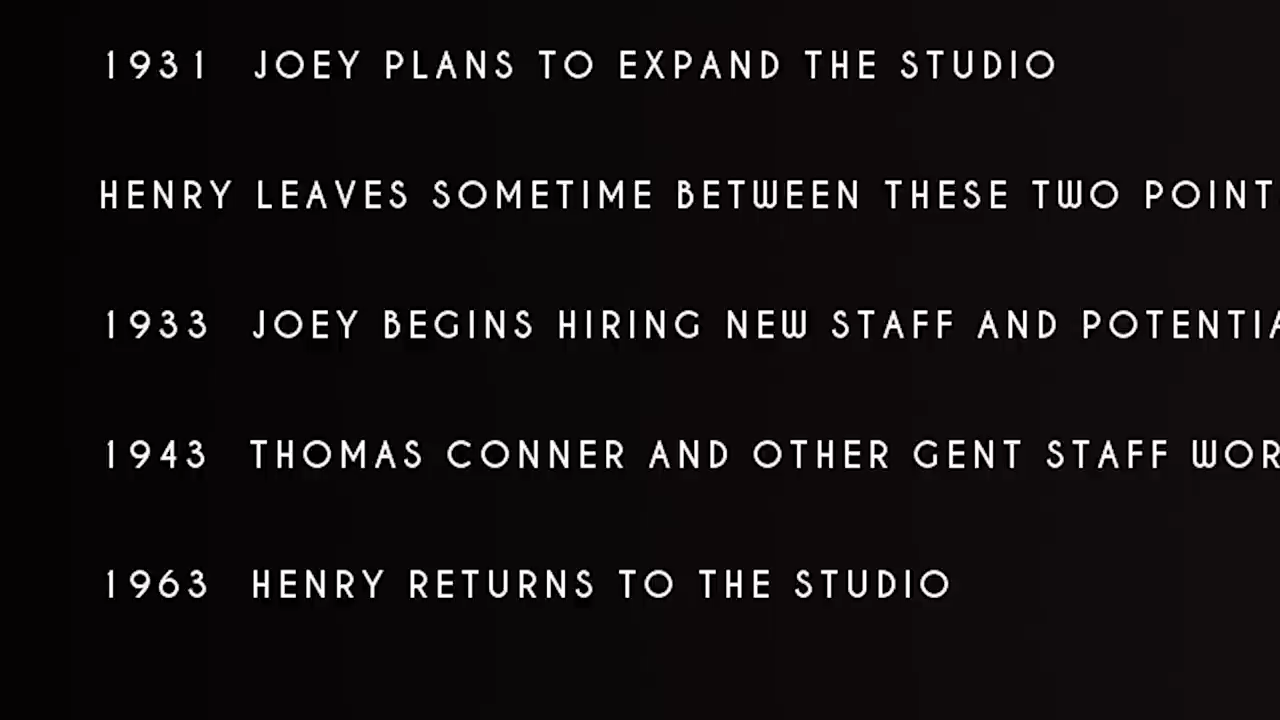 1931 JOEY PLANS TO EXPAND THE STUDIO
HENRY LEAVES SOMETIME BETWEEN THESE TWO POINT
1933 JOEY BEGINS HIRING NEW STAFF AND POTENTIA
1943 THOMAS CONNER AND OTHER GENT STAFF WOR
1963 HENRY RETURNS TO THE STUDIO